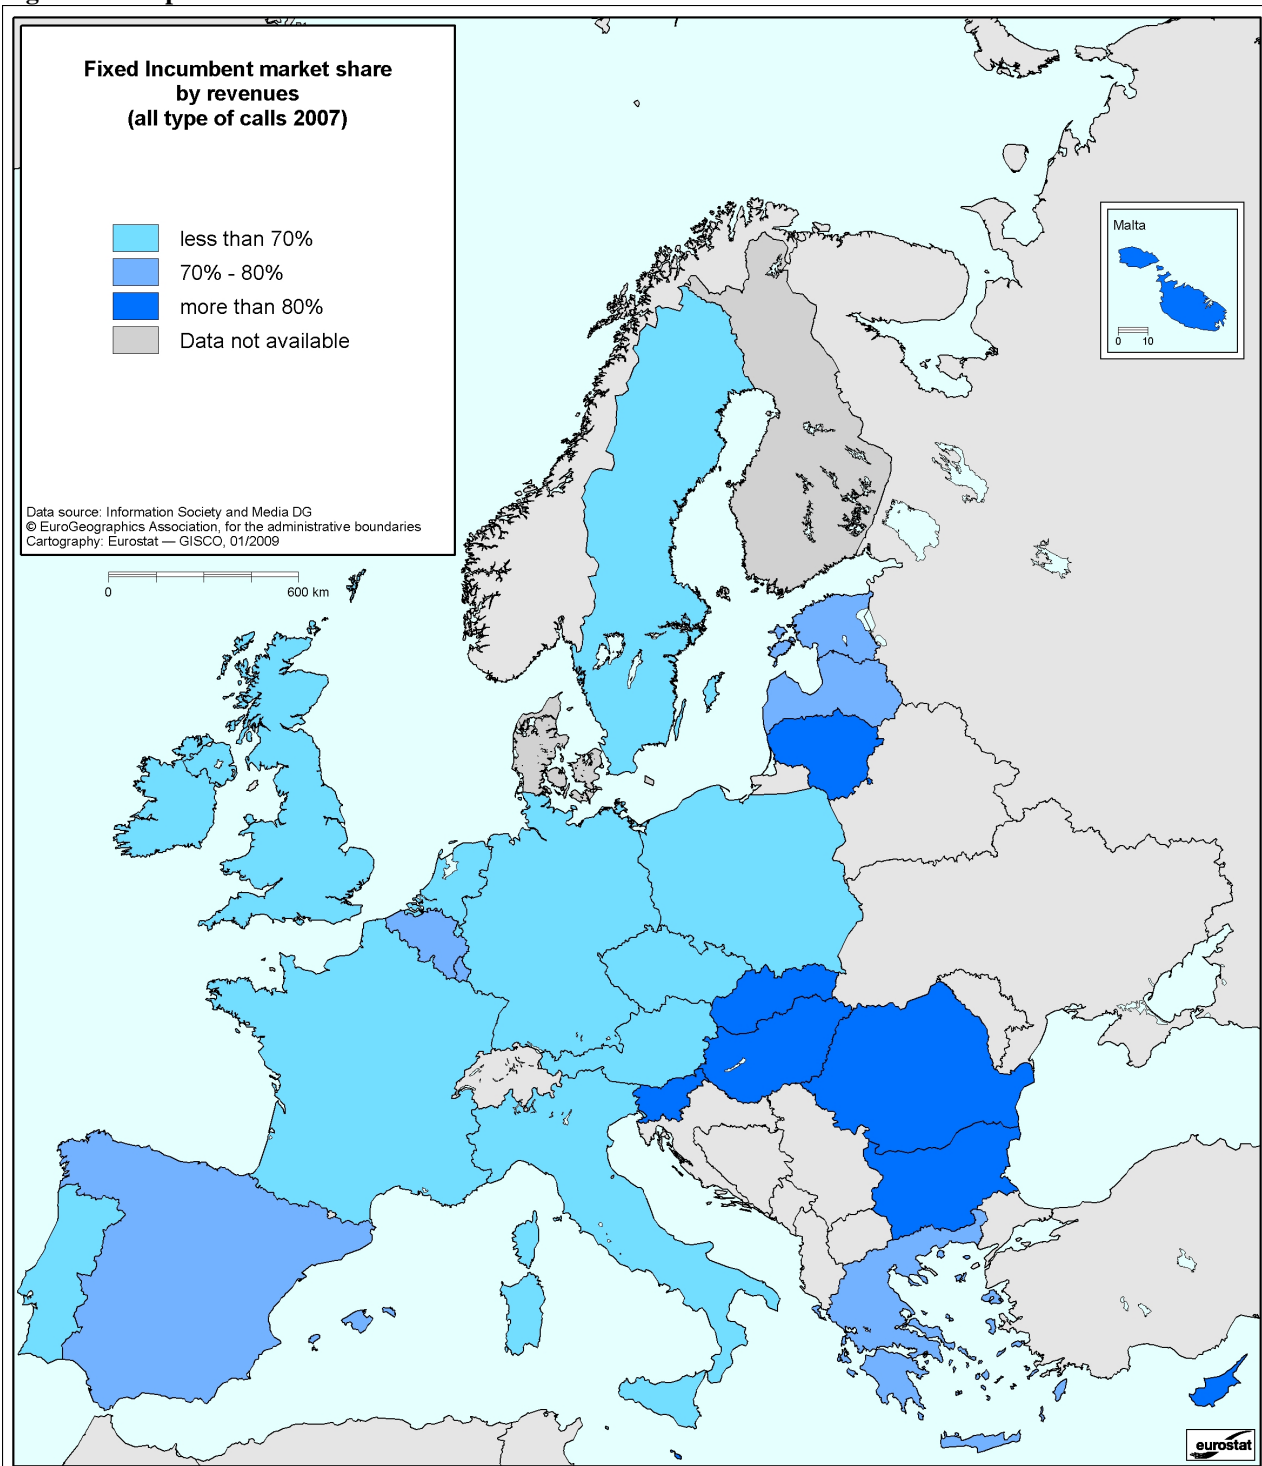 Fixed Incumbent market share
by revenues
(all type of calls 2007)
less than 70%
70% - 80%
more than 80%
Data not available
Data source: Information Society and Media DG
© EuroGeographics Association, for the administrative boundaries
Cartography: Eurostat — GISCO, 01/2009
0 600 km
Malta
0 10
eurostat